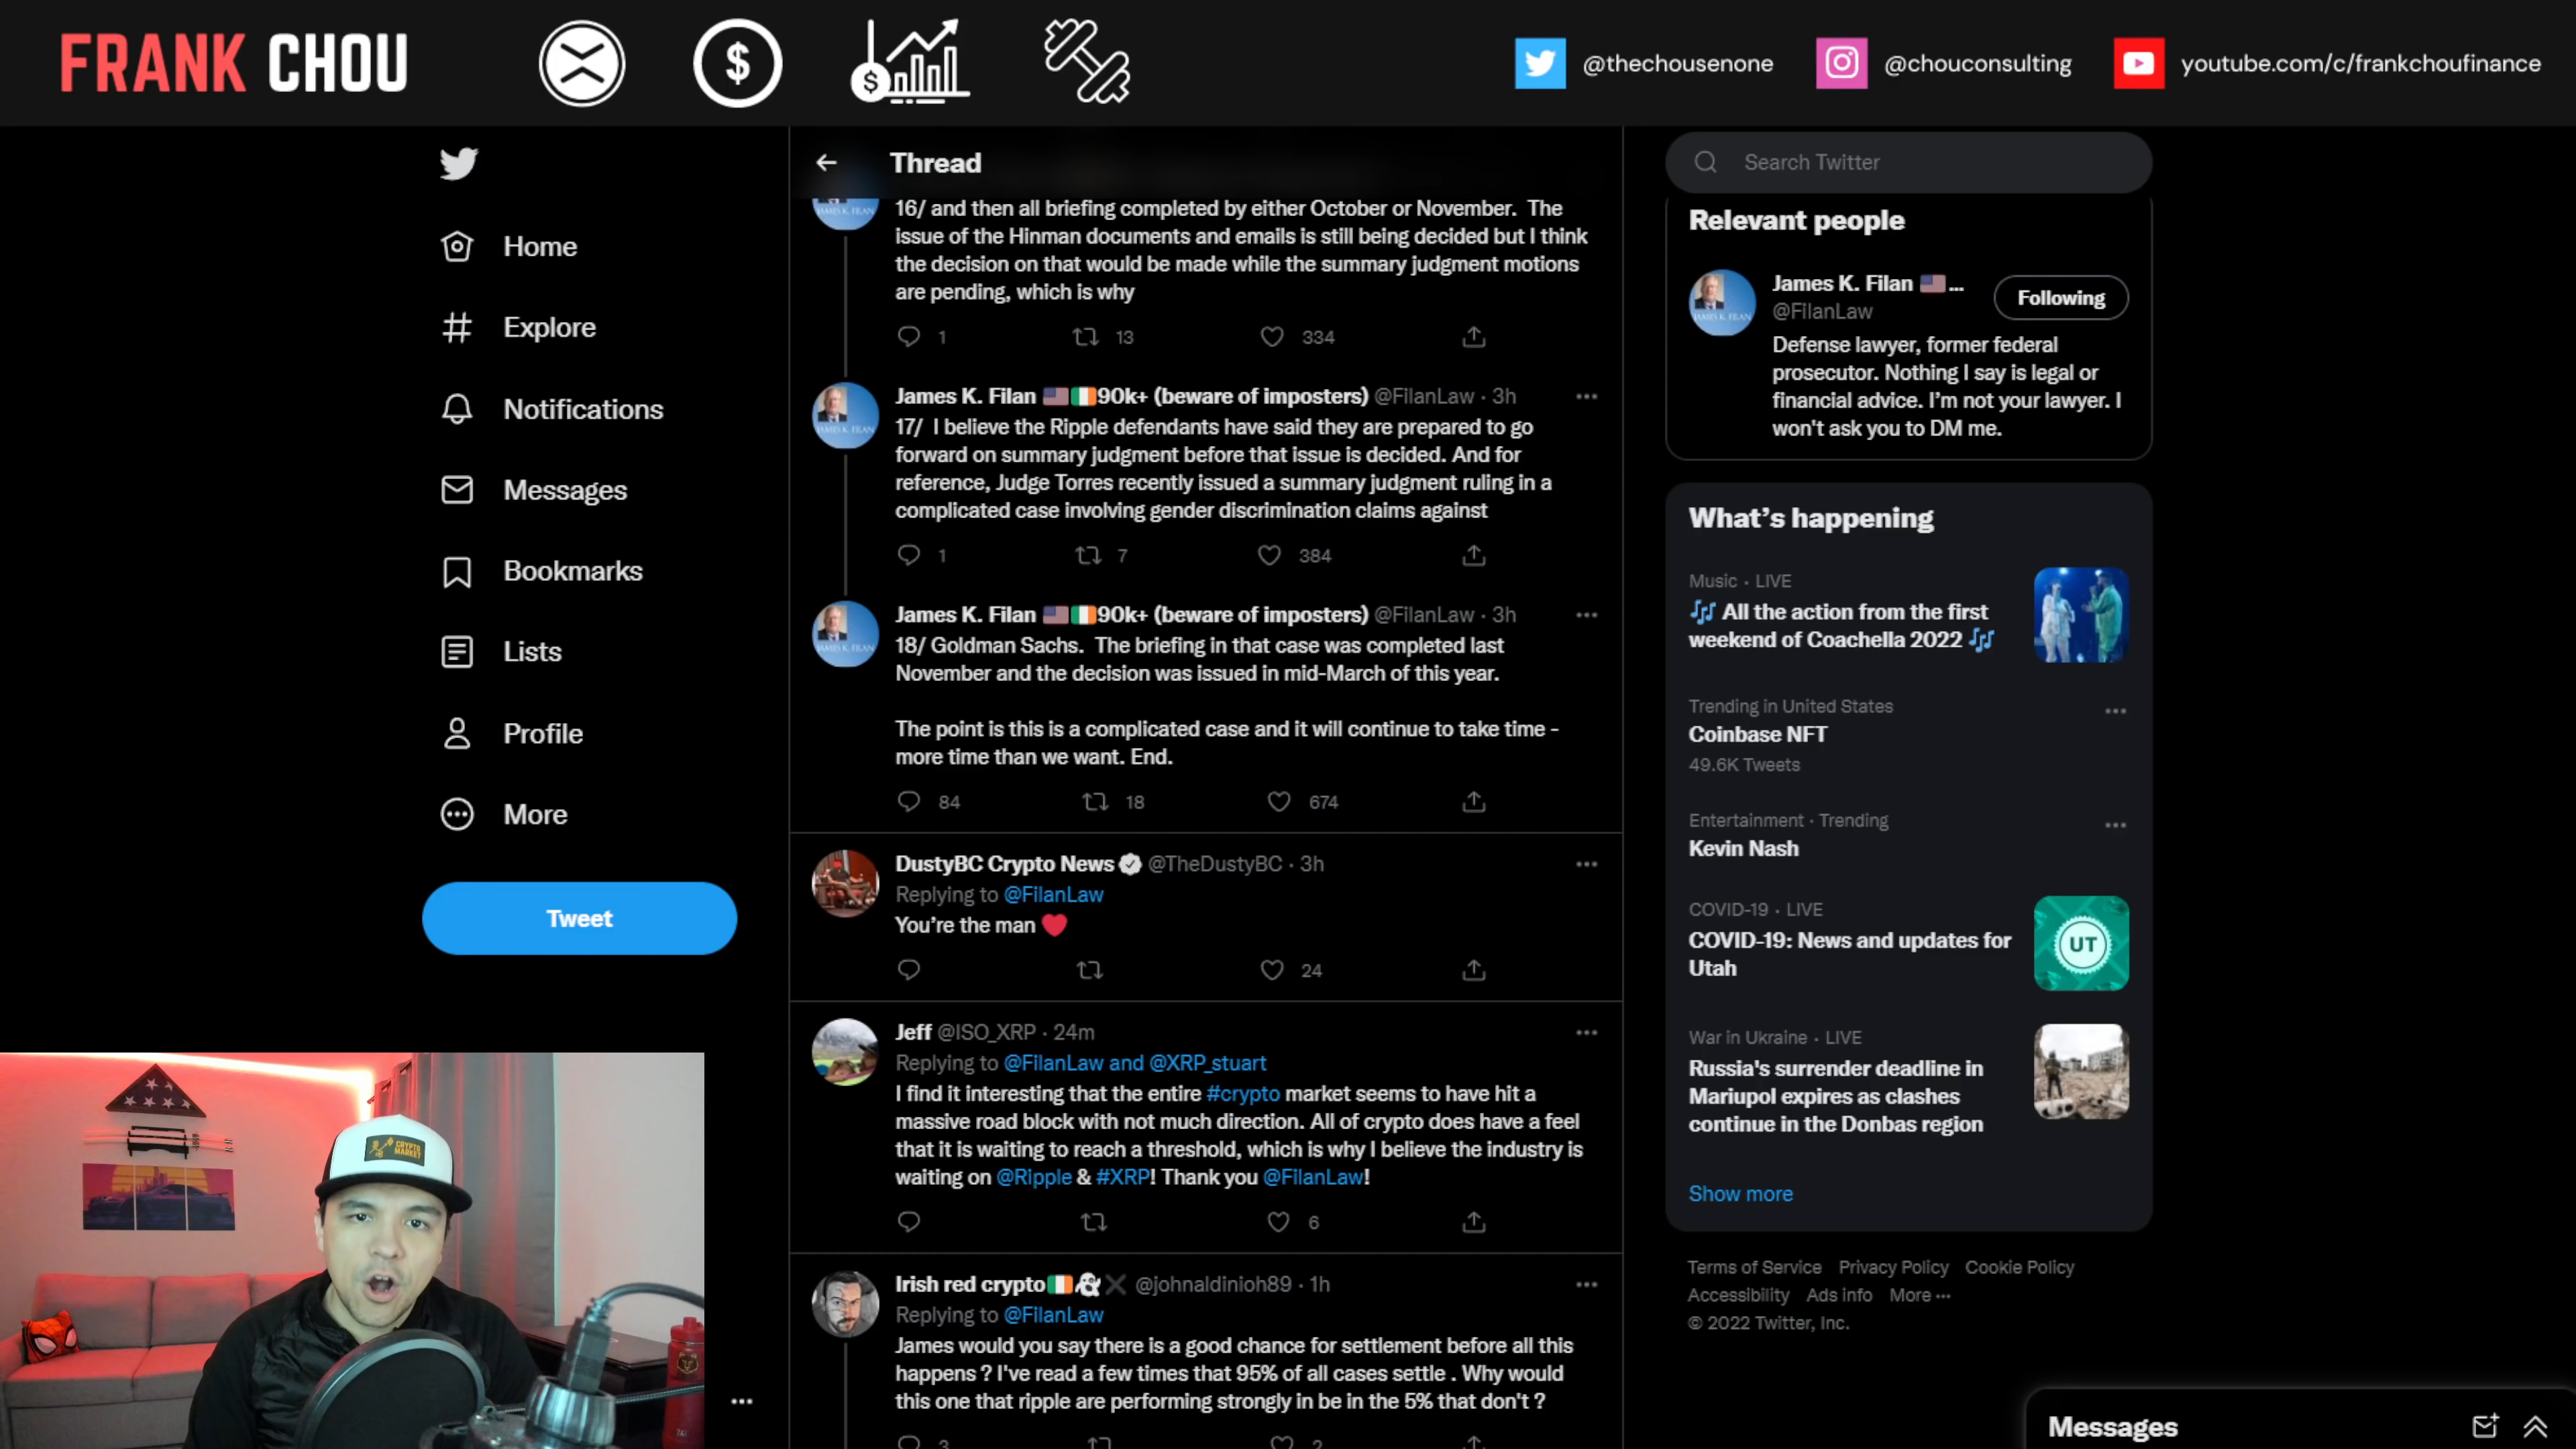 FRANK CHOU
@thechousenone
@chouconsulting
youtube.com/c/frankchoufinance
Home
Explore
Notifications
Messages
Bookmarks
Lists
Profile
More
Tweet
Thread
16/ and then all briefing completed by either October or November. The
issue of the Hinman documents and emails is still being decided but I think
the decision on that would be made while the summary judgment motions
are pending, which is why
1 13 334
James K. Filan 🇺🇸🇮🇪90k+ (beware of imposters) @FilanLaw · 3h
17/ I believe the Ripple defendants have said they are prepared to go
forward on summary judgment before that issue is decided. And for
reference, Judge Torres recently issued a summary judgment ruling in a
complicated case involving gender discrimination claims against
1 7 384
James K. Filan 🇺🇸🇮🇪90k+ (beware of imposters) @FilanLaw · 3h
18/ Goldman Sachs. The briefing in that case was completed last
November and the decision was issued in mid-March of this year.
The point is this is a complicated case and it will continue to take time -
more time than we want. End.
84 18 674
DustyBC Crypto News @TheDustyBC · 3h
Replying to @FilanLaw
You're the man ❤️
24
Jeff @ISO_XRP · 24m
Replying to @FilanLaw and @XRP_stuart
I find it interesting that the entire #crypto market seems to have hit a
massive road block with not much direction. All of crypto does have a feel
that it is waiting to reach a threshold, which is why I believe the industry is
waiting on @Ripple & #XRP! Thank you @FilanLaw!
6
Irish red crypto🇮🇪👻✖ @johnaldinioh89 · 1h
Replying to @FilanLaw
James would you say there is a good chance for settlement before all this
happens ? I've read a few times that 95% of all cases settle . Why would
this one that ripple are performing strongly in be in the 5% that don't ?
3 2
Search Twitter
Relevant people
James K. Filan 🇺🇸...
@FilanLaw
Following
Defense lawyer, former federal
prosecutor. Nothing I say is legal or
financial advice. I'm not your lawyer. I
won't ask you to DM me.
What's happening
Music · LIVE
🎶 All the action from the first
weekend of Coachella 2022 🎶
Trending in United States
Coinbase NFT
49.6K Tweets
Entertainment · Trending
Kevin Nash
COVID-19 · LIVE
COVID-19: News and updates for
Utah
UT
War in Ukraine · LIVE
Russia's surrender deadline in
Mariupol expires as clashes
continue in the Donbas region
Show more
Terms of Service Privacy Policy Cookie Policy
Accessibility Ads info More ···
© 2022 Twitter, Inc.
Messages
CRYPTO
MARKET